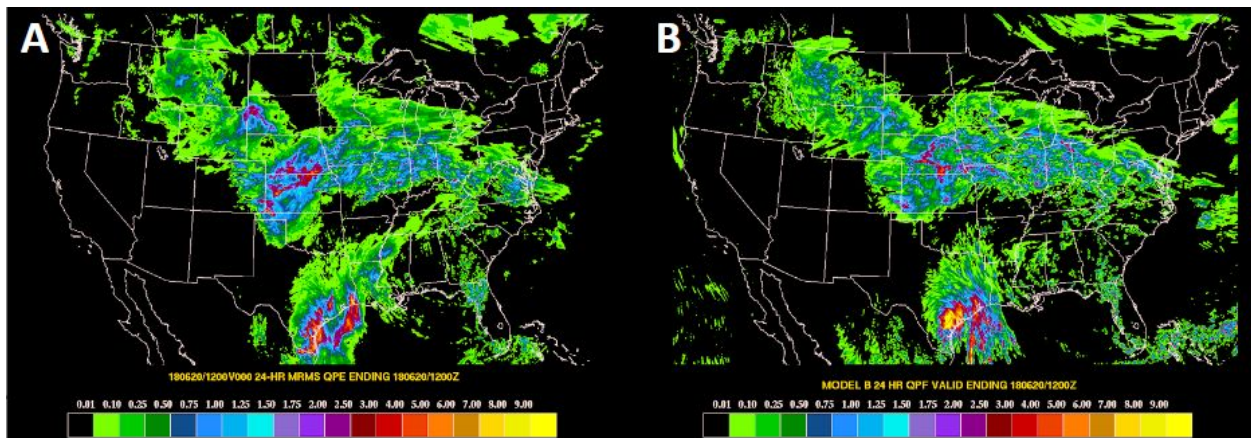 A
B
180620/1200V000 24-HR MRMS QPE ENDING 180620/1200Z
0.01 0.10 0.25 0.50 0.75 1.00 1.25 1.50 1.75 2.00 2.50 3.00 4.00 5.00 6.00 7.00 8.00 9.00
MODEL B 24 HR QPF VALID ENDING 180620/1200Z
0.01 0.10 0.25 0.50 0.75 1.00 1.25 1.50 1.75 2.00 2.50 3.00 4.00 5.00 6.00 7.00 8.00 9.00